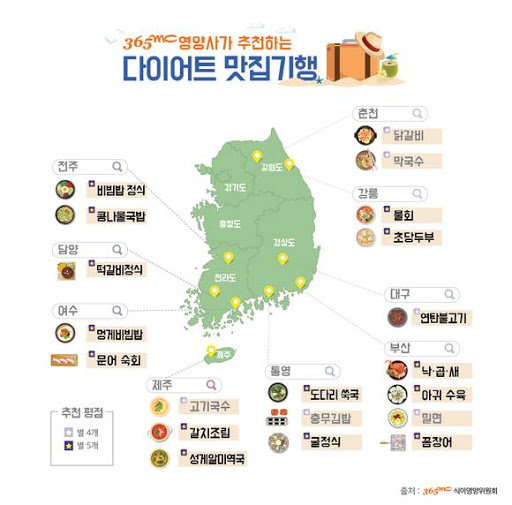 365mc 영양사가 추천하는
다이어트 맛집기행
춘천
닭갈비
막국수
강릉
물회
초당두부
전주
비빔밥 정식
콩나물국밥
담양
떡갈비정식
여수
멍게비빔밥
문어 숙회
강원도
경기도
충청도
경상도
전라도
제주
대구
연탄불고기
부산
낙·곱·새
아귀 수육
밀면
꼼장어
통영
도다리 쑥국
충무김밥
굴정식
제주
고기국수
갈치조림
성게알미역국
추천 평점
별 4개
별 5개
출처 : 365mc 식이영양위원회